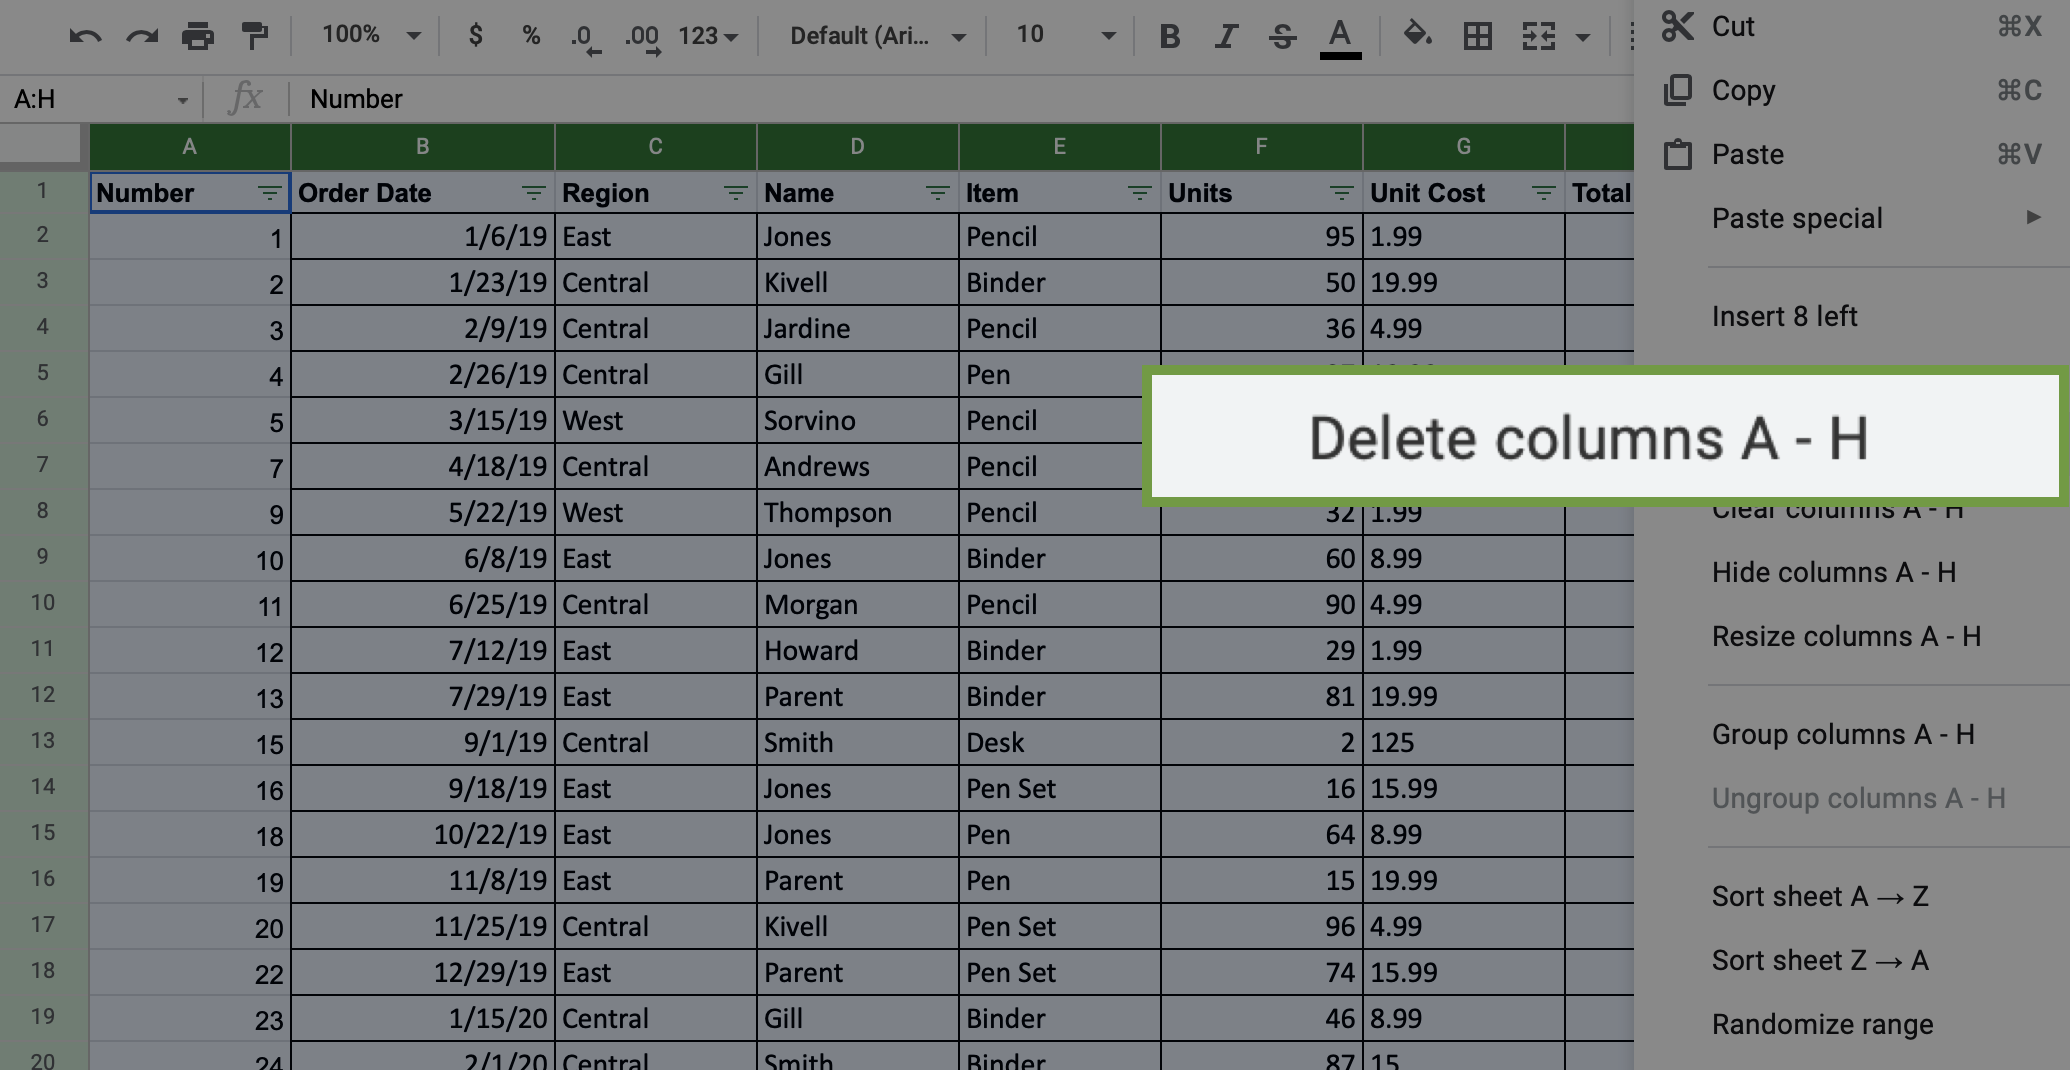 100% $ % .0 .00 123 Default (Ari... 10 B I S A
A:H fx Number
A B C D E F G
1 Number Order Date Region Name Item Units Unit Cost Total
2 1 1/6/19 East Jones Pencil 95 1.99
3 2 1/23/19 Central Kivell Binder 50 19.99
4 3 2/9/19 Central Jardine Pencil 36 4.99
5 4 2/26/19 Central Gill Pen
6 5 3/15/19 West Sorvino Pencil
7 7 4/18/19 Central Andrews Pencil
8 9 5/22/19 West Thompson Pencil 32 1.99
9 10 6/8/19 East Jones Binder 60 8.99
10 11 6/25/19 Central Morgan Pencil 90 4.99
11 12 7/12/19 East Howard Binder 29 1.99
12 13 7/29/19 East Parent Binder 81 19.99
13 15 9/1/19 Central Smith Desk 2 125
14 16 9/18/19 East Jones Pen Set 16 15.99
15 18 10/22/19 East Jones Pen 64 8.99
16 19 11/8/19 East Parent Pen 15 19.99
17 20 11/25/19 Central Kivell Pen Set 96 4.99
18 22 12/29/19 East Parent Pen Set 74 15.99
19 23 1/15/20 Central Gill Binder 46 8.99
20 24 2/1/20 Central Smith Binder 87 15
Cut ⌘X
Copy ⌘C
Paste ⌘V
Paste special
Insert 8 left
Delete columns A - H
Clear columns A - H
Hide columns A - H
Resize columns A - H
Group columns A - H
Ungroup columns A - H
Sort sheet A → Z
Sort sheet Z → A
Randomize range